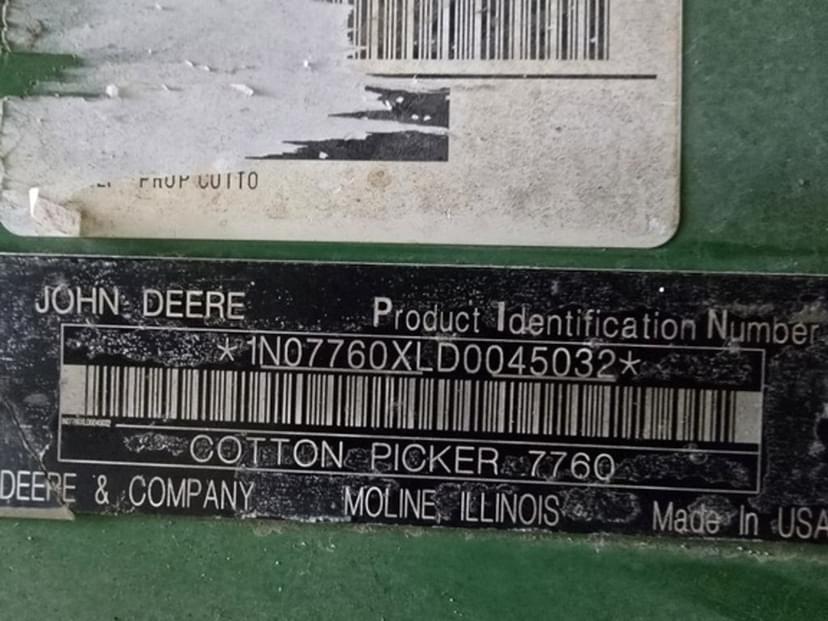 PROP COTTO
JOHN DEERE
Product Identification Number
*1N07760XLD0045032*
COTTON PICKER 7760
DEERE & COMPANY MOLINE, ILLINOIS Made In USA